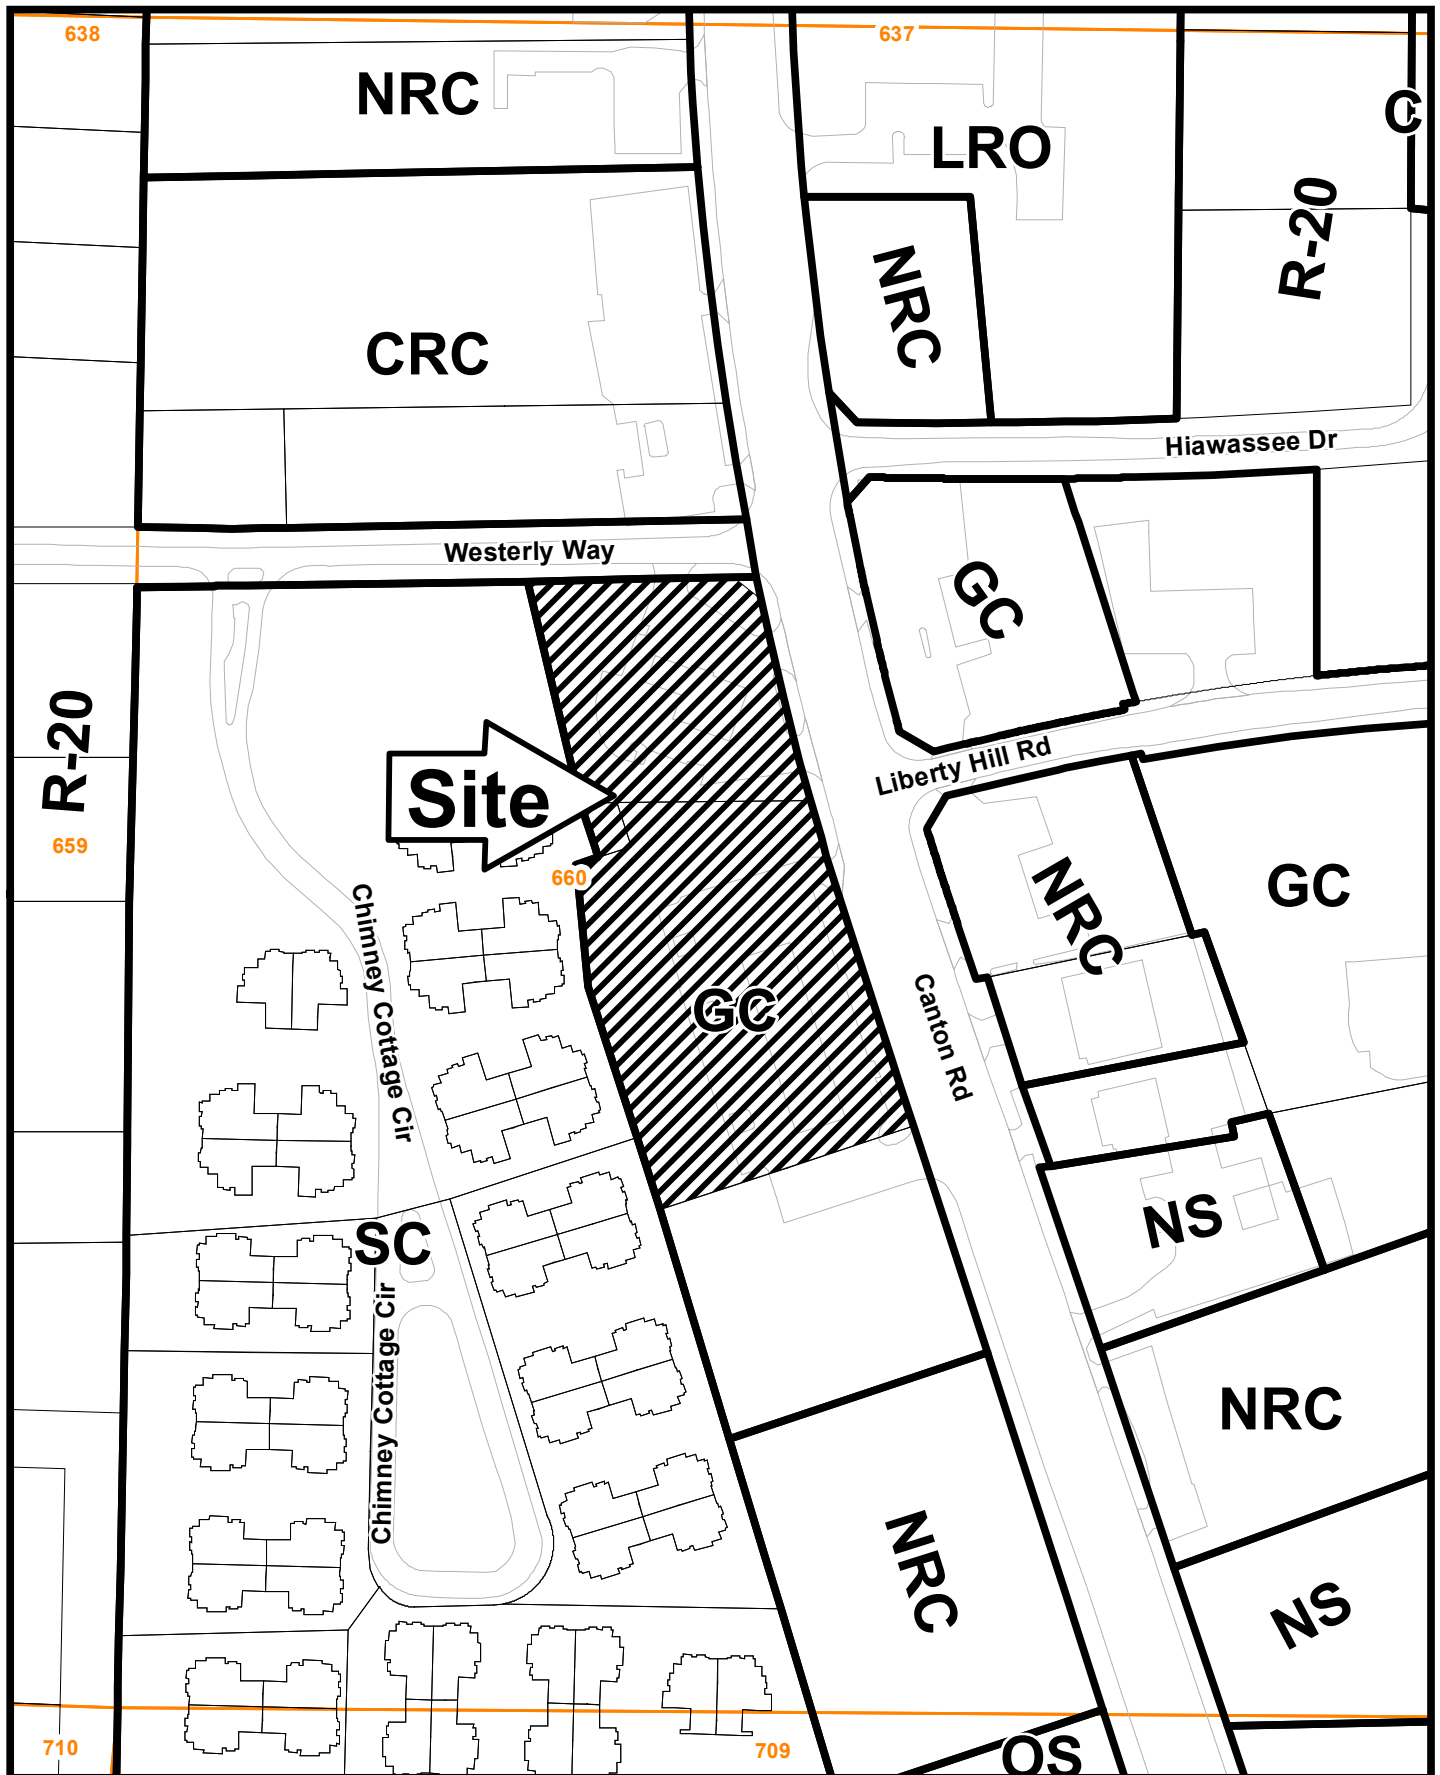 638
637
NRC
C
LRO
R-20
NRC
CRC
Hiawassee Dr
Westerly Way
GC
R-20
Liberty Hill Rd
Site
659
660
NRC
GC
Chimney Cottage Cir
GC
Canton Rd
NS
SC
Chimney Cottage Cir
NRC
NRC
NS
710
709
OS